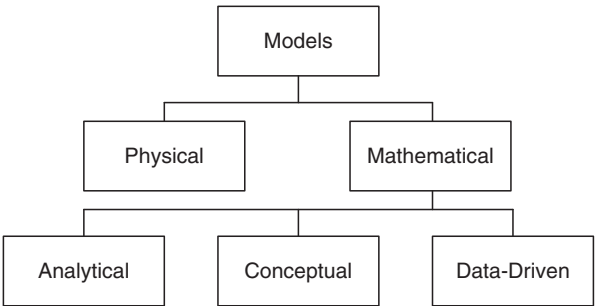 Models
Physical
Mathematical
Analytical
Conceptual
Data-Driven